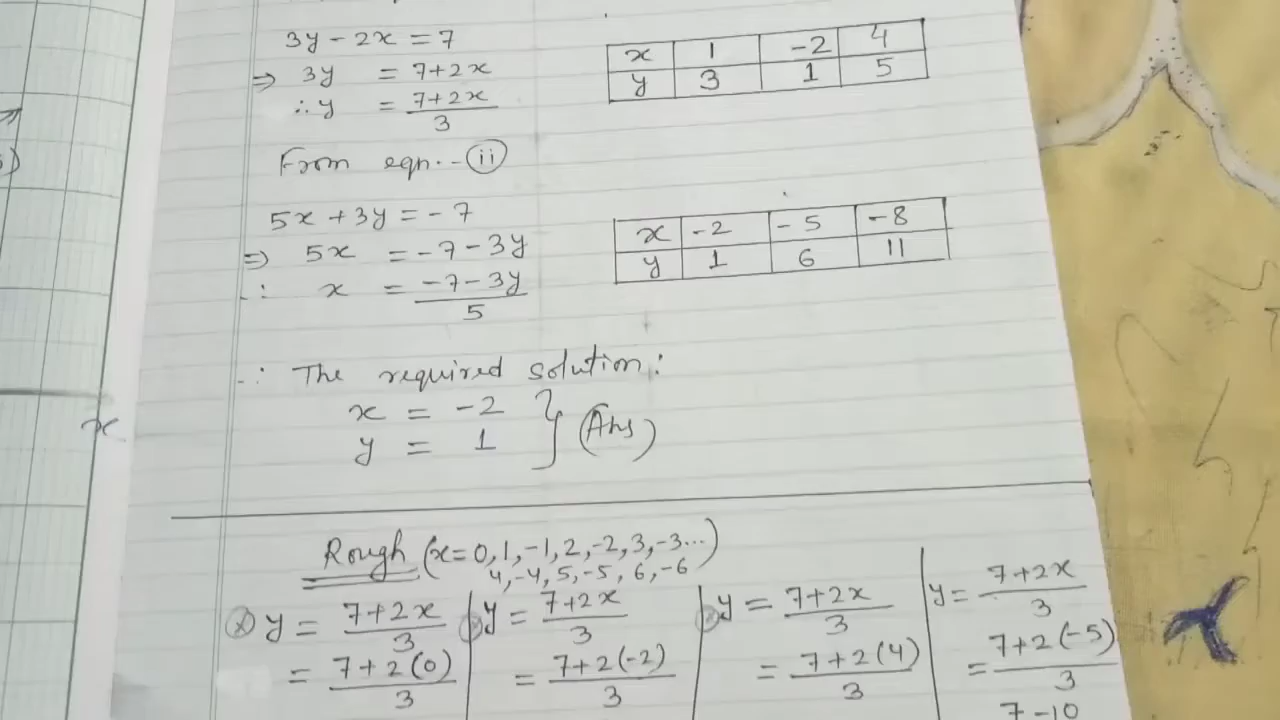 3y - 2x = 7
⇒ 3y = 7+2x
∴ y = 7+2x / 3
x | 1 | -2 | 4
y | 3 | 1 | 5
From eqn.- (ii)
5x + 3y = - 7
⇒ 5x = -7 - 3y
∴ x = -7 - 3y / 5
x | -2 | -5 | -8
y | 1 | 6 | 11
∴ The required solution:
x = -2
y = 1 } (Ans)
x
Rough (x = 0, 1, -1, 2, -2, 3, -3...)
4, -4, 5, -5, 6, -6
y = 7+2x / 3 | y = 7+2x / 3 | y = 7+2x / 3 | y = 7+2x / 3
= 7+2(0) / 3 | = 7+2(-2) / 3 | = 7+2(4) / 3 | = 7+2(-5) / 3
7-10